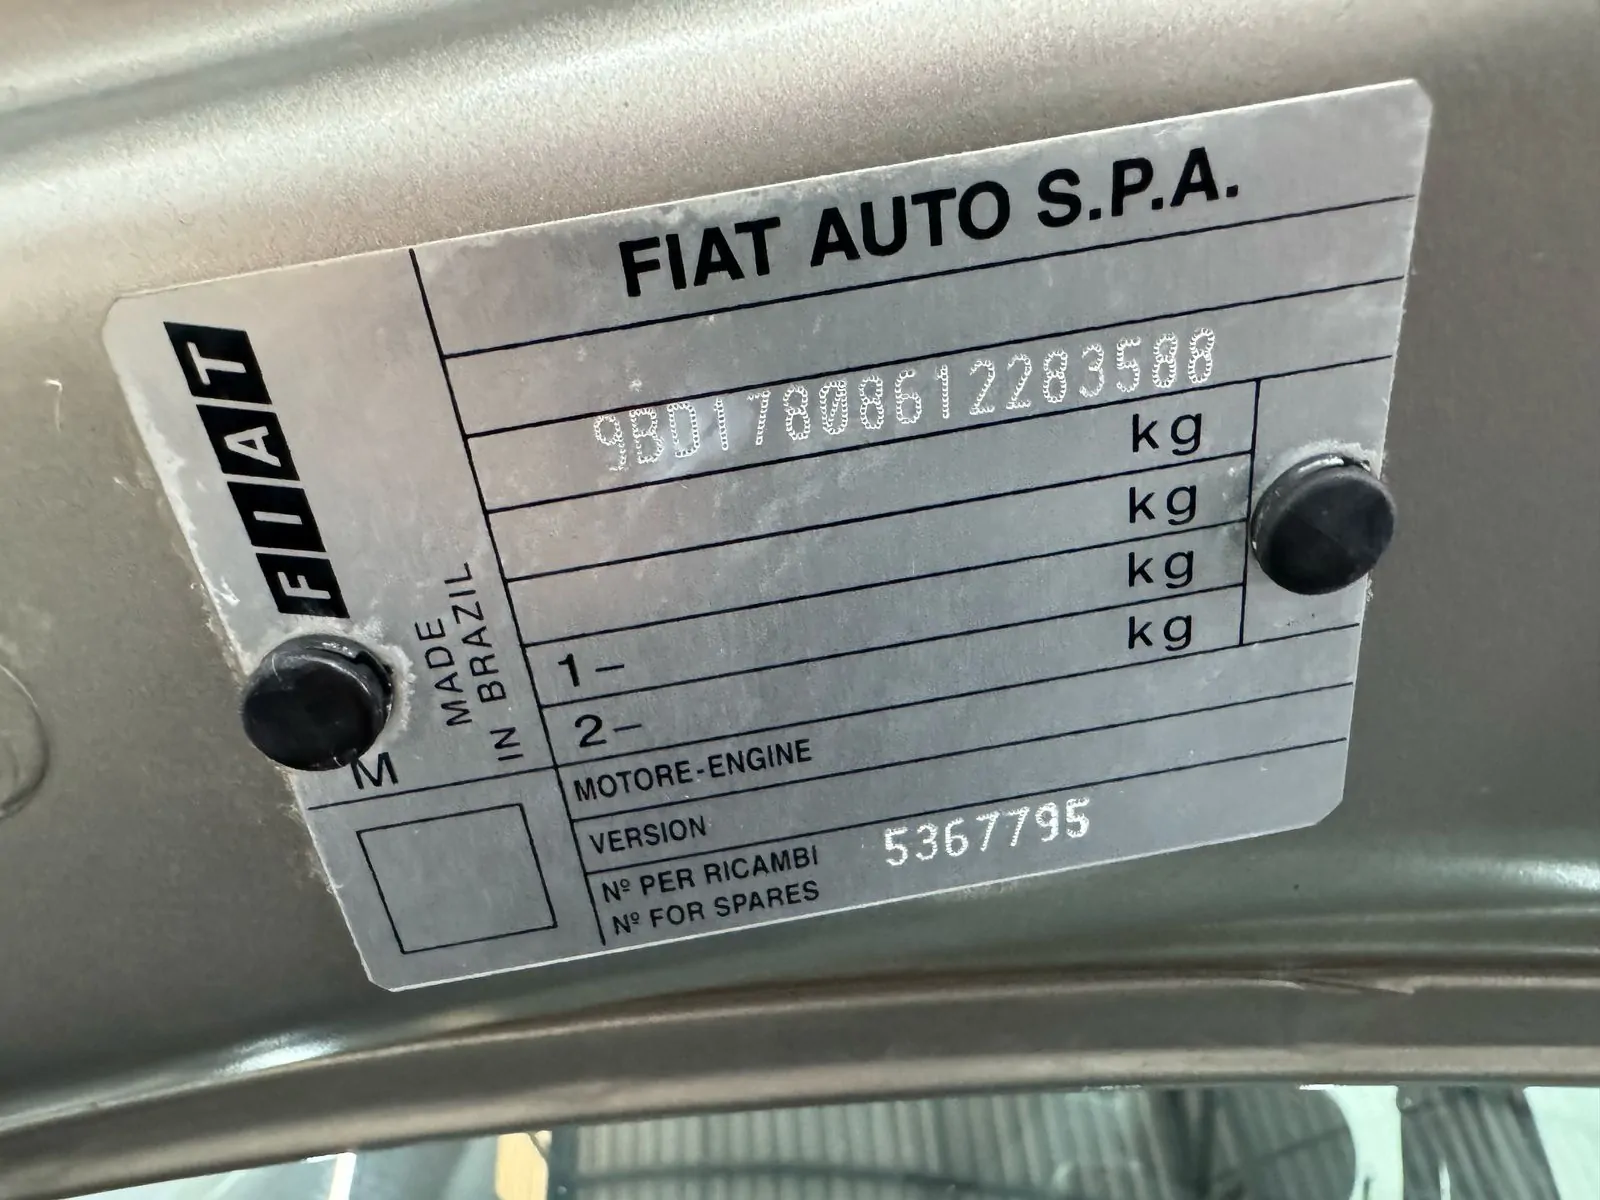 FIAT
FIAT AUTO S.P.A.
9BD17808612283588
kg
kg
1- kg
2- kg
MADE
IN BRAZIL
M
MOTORE-ENGINE
VERSION
Nº PER RICAMBI
Nº FOR SPARES
5367795